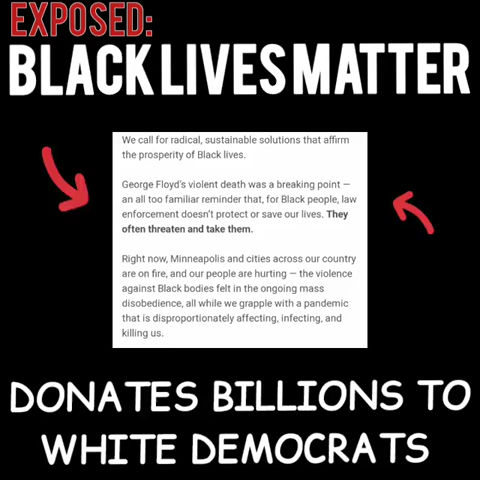 EXPOSED:
BLACK LIVES MATTER
We call for radical, sustainable solutions that affirm
the prosperity of Black lives.
George Floyd's violent death was a breaking point —
an all too familiar reminder that, for Black people, law
enforcement doesn't protect or save our lives. They
often threaten and take them.
Right now, Minneapolis and cities across our country
are on fire, and our people are hurting — the violence
against Black bodies felt in the ongoing mass
disobedience, all while we grapple with a pandemic
that is disproportionately affecting, infecting, and
killing us.
DONATES BILLIONS TO
WHITE DEMOCRATS